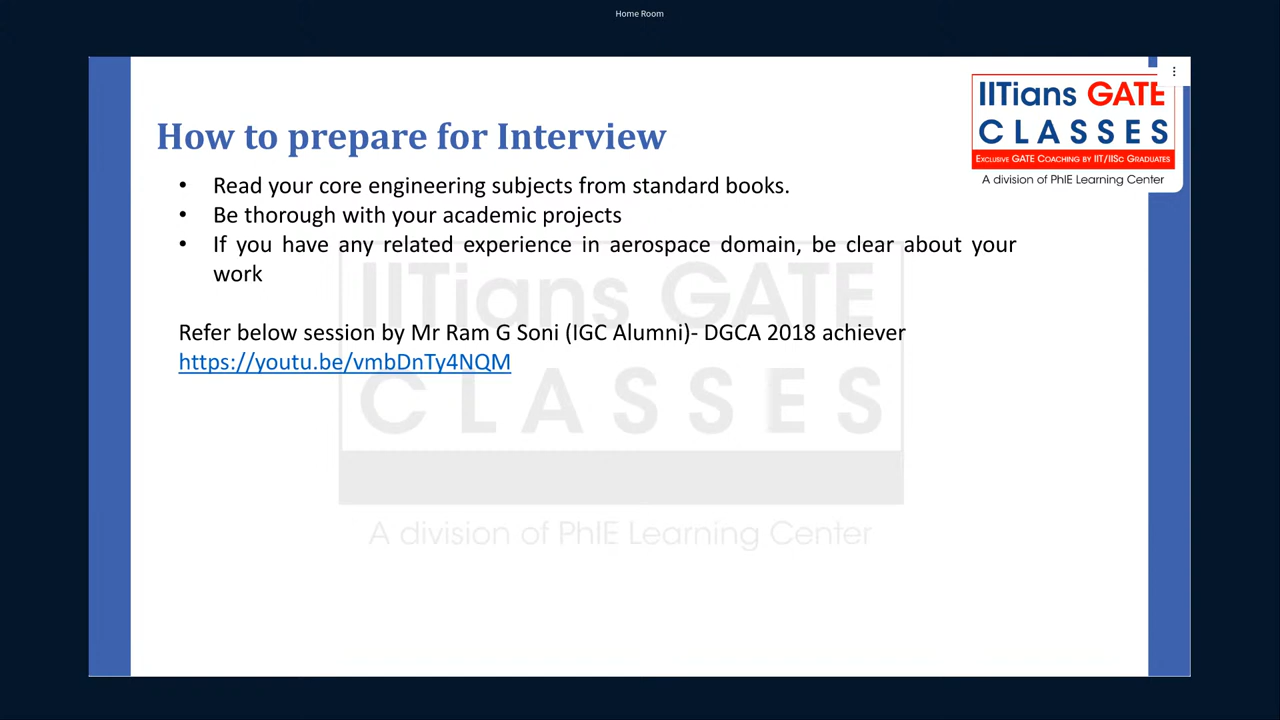 Home Room
IITians GATE
CLASSES
EXCLUSIVE GATE COACHING BY IIT/IISC GRADUATES
A division of PhIE Learning Center
How to prepare for Interview
• Read your core engineering subjects from standard books.
• Be thorough with your academic projects
• If you have any related experience in aerospace domain, be clear about your
work
Refer below session by Mr Ram G Soni (IGC Alumni)- DGCA 2018 achiever
https://youtu.be/vmbDnTy4NQM
IITians GATE
CLASSES
A division of PhIE Learning Center